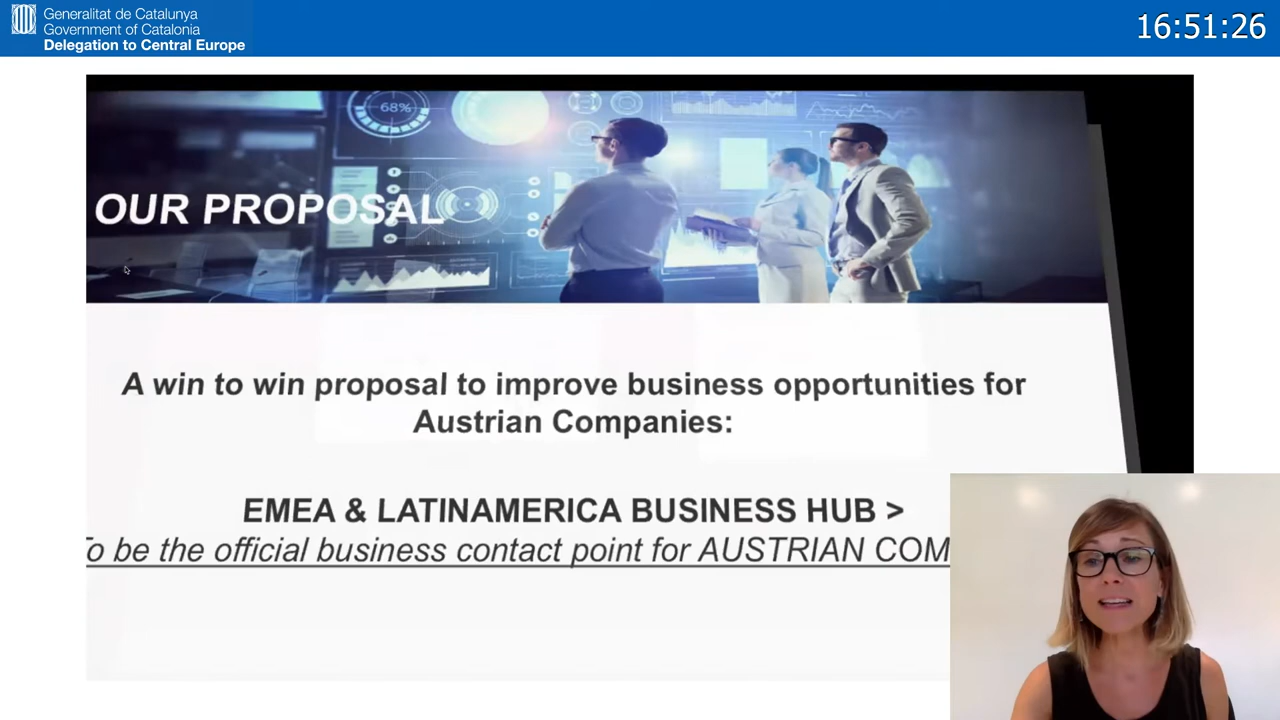 Generalitat de Catalunya
Government of Catalonia
Delegation to Central Europe
16:51:26
68%
OUR PROPOSAL
A win to win proposal to improve business opportunities for
Austrian Companies:
EMEA & LATINAMERICA BUSINESS HUB >
To be the official business contact point for AUSTRIAN COM